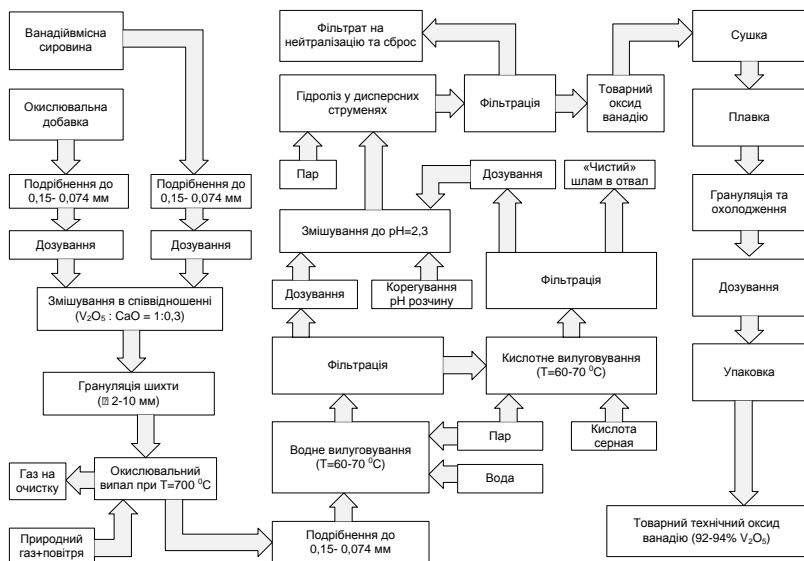 Ванадіймвісна
сировина
Окислювальна
добавка
Подрібнення до
0,15- 0,074 мм
Подрібнення до
0,15- 0,074 мм
Дозування
Дозування
Змішування в співвідношенні
(V₂O₅ : CaO = 1:0,3)
Грануляція шихти
(⍰ 2-10 мм)
Окислювальний
випал при Т=700 ⁰С
Газ на
очистку
Природний
газ+повітря
Фільтрат на
нейтралізацію та сброс
Гідроліз у дисперсних
струменях
Фільтрація
Товарний
оксид
ванадію
Пар
Дозування
«Чистий»
шлам в отвал
Змішування до рН=2,3
Дозування
Корегування
рН розчину
Фільтрація
Фільтрація
Кислотне вилуговування
(Т=60-70 ⁰С)
Водне вилуговування
(Т=60-70 ⁰С)
Пар
Кислота
серная
Вода
Подрібнення до
0,15- 0,074 мм
Сушка
Плавка
Грануляція та
охолодження
Дозування
Упаковка
Товарний технічний оксид
ванадію (92-94% V₂O₅)